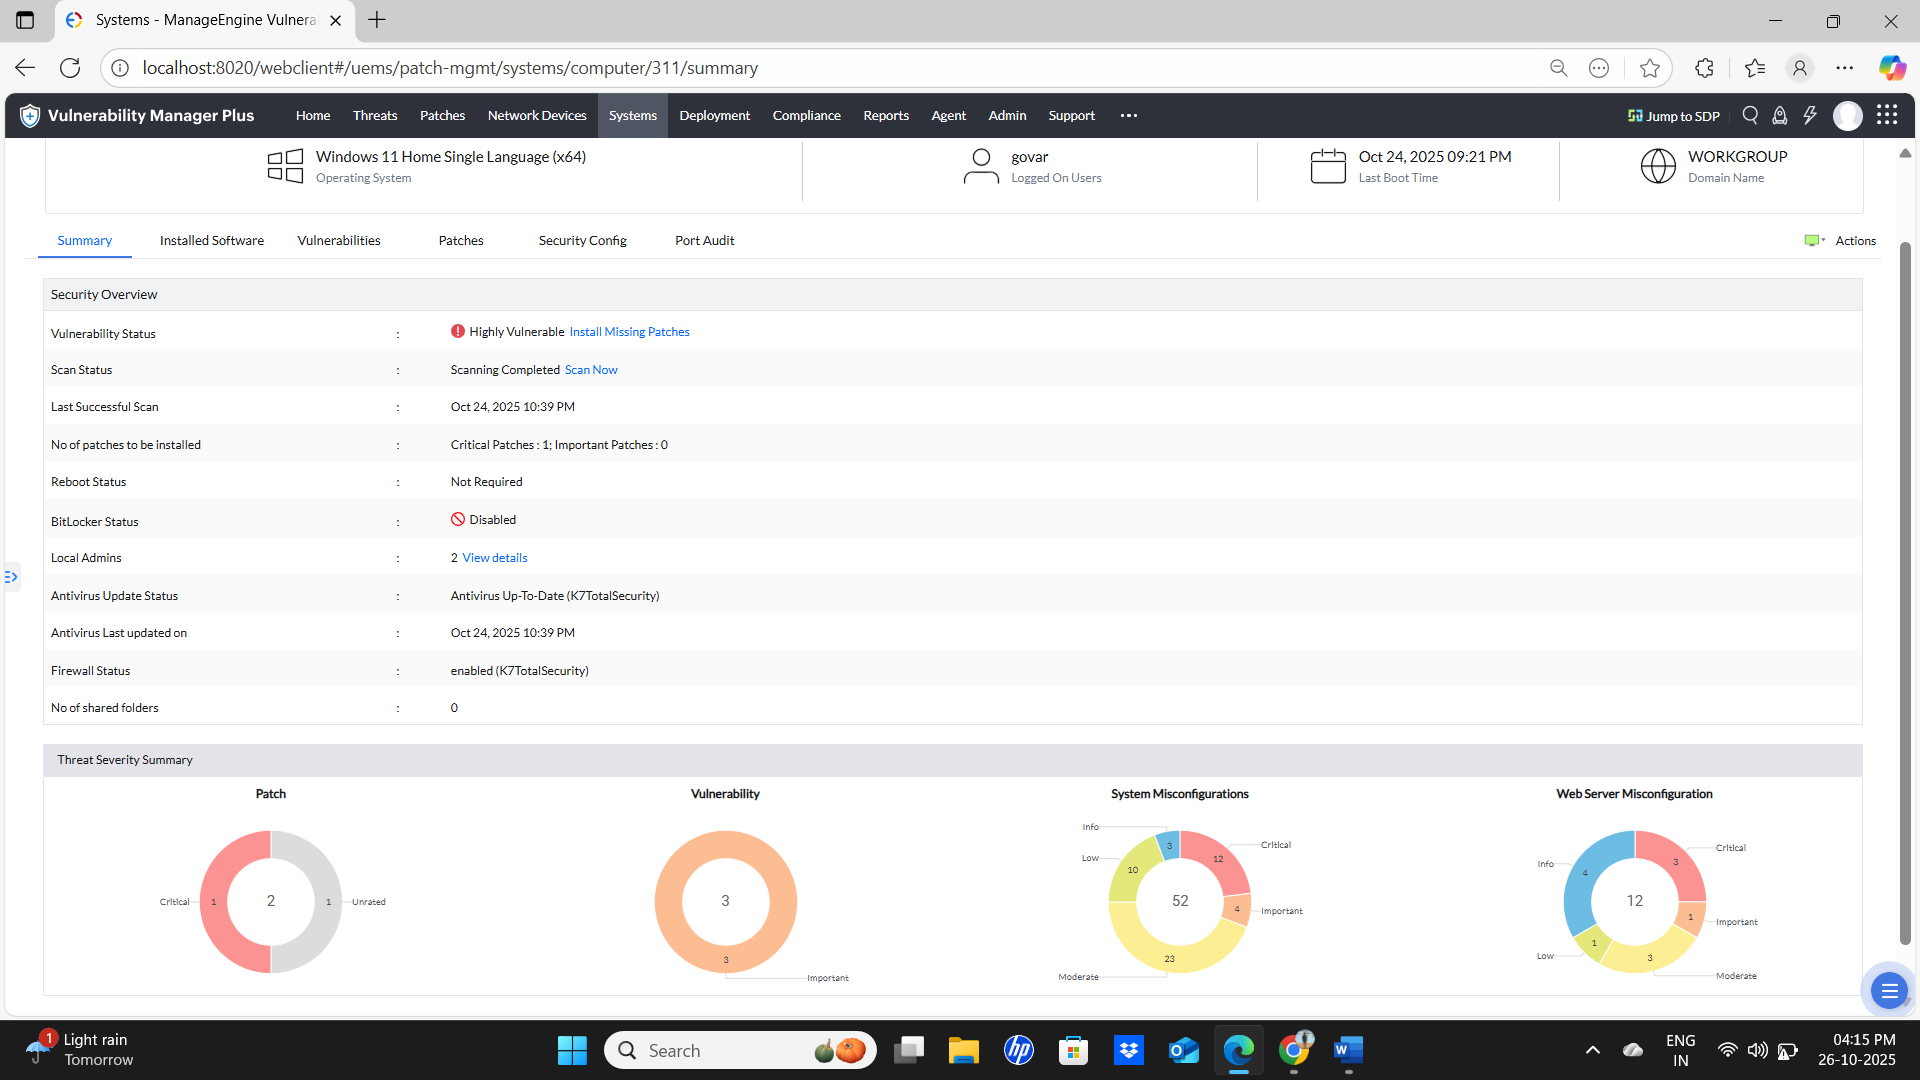 Systems - ManageEngine Vulnera
localhost:8020/webclient#/uems/patch-mgmt/systems/computer/311/summary
Vulnerability Manager Plus Home Threats Patches Network Devices Systems Deployment Compliance Reports Agent Admin Support ... Jump to SDP
Windows 11 Home Single Language (x64) govar Oct 24, 2025 09:21 PM WORKGROUP
Operating System Logged On Users Last Boot Time Domain Name
Summary Installed Software Vulnerabilities Patches Security Config Port Audit Actions
Security Overview
Vulnerability Status : Highly Vulnerable Install Missing Patches
Scan Status : Scanning Completed Scan Now
Last Successful Scan : Oct 24, 2025 10:39 PM
No of patches to be installed : Critical Patches : 1; Important Patches : 0
Reboot Status : Not Required
BitLocker Status : Disabled
Local Admins : 2 View details
Antivirus Update Status : Antivirus Up-To-Date (K7TotalSecurity)
Antivirus Last updated on : Oct 24, 2025 10:39 PM
Firewall Status : enabled (K7TotalSecurity)
No of shared folders : 0
Threat Severity Summary
Patch
Critical 1 2 1 Unrated
Vulnerability
3
3
Important
System Misconfigurations
Info 3 12 Critical
Low 10
52 4 Important
23
Moderate
Web Server Misconfiguration
3 Critical
Info 4
12 1 Important
1
Low 3
Moderate
1 Light rain
Tomorrow
Search
hp
W
ENG
IN
04:15 PM
26-10-2025